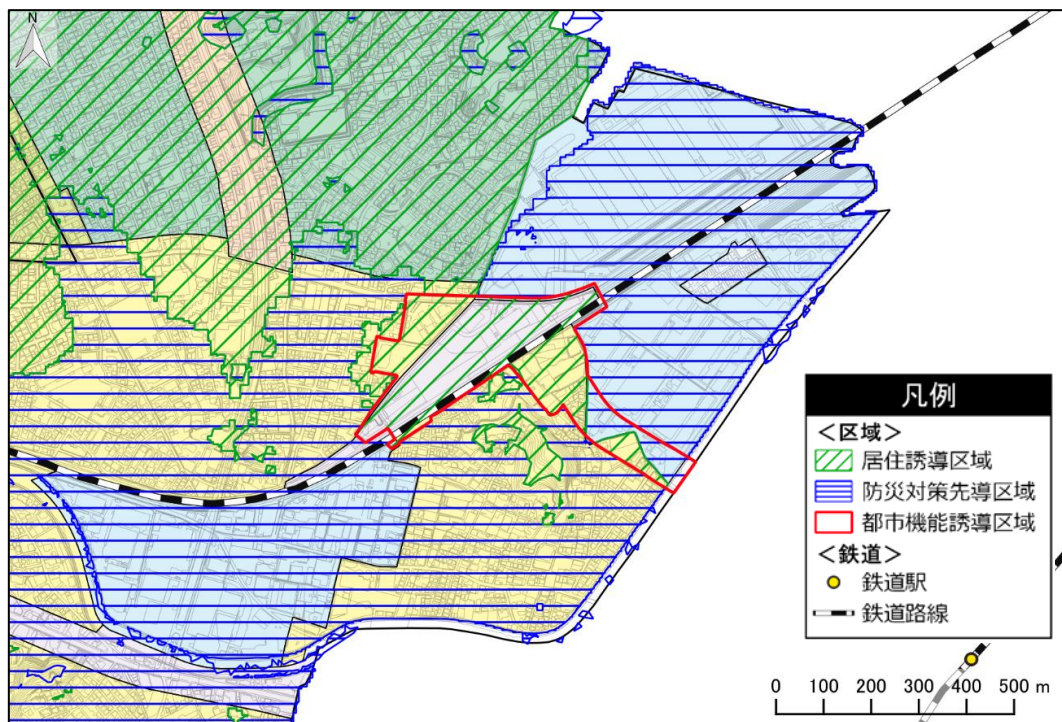 N
凡例
<区域>
居住誘導区域
防災対策先導区域
都市機能誘導区域
<鉄道>
鉄道駅
鉄道路線
0 100 200 300 400 500 m